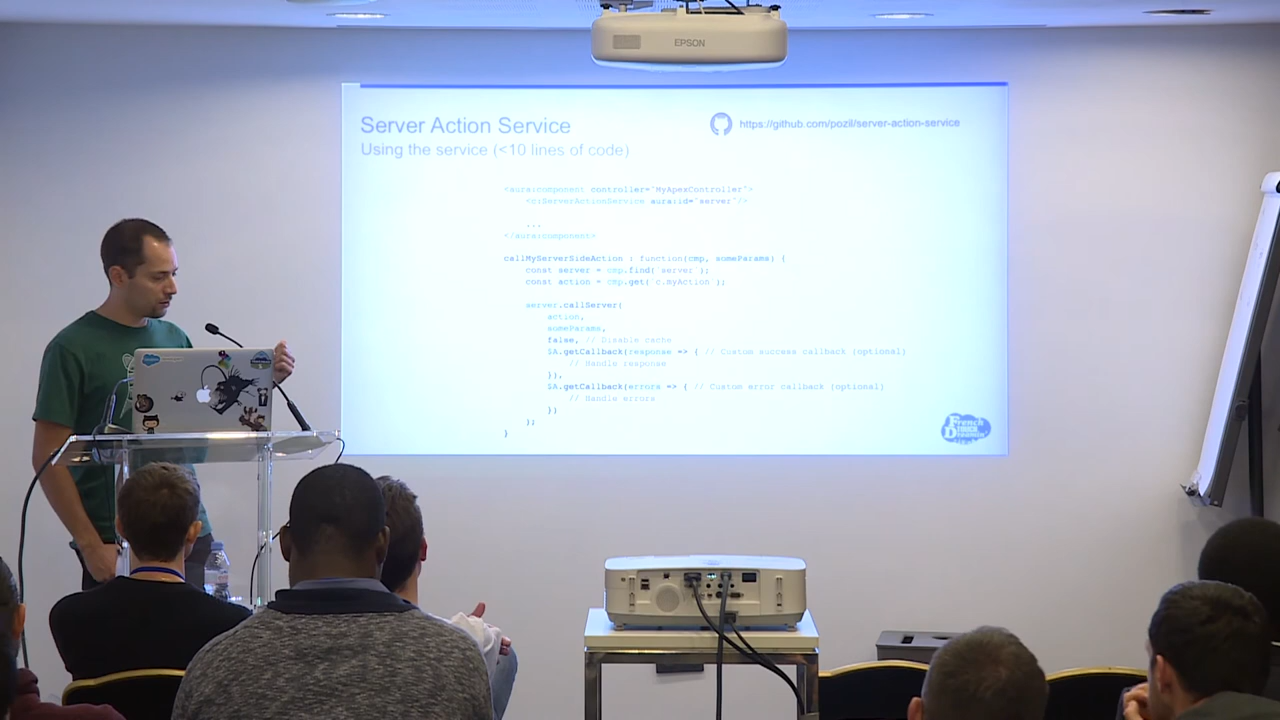 EPSON
Server Action Service
https://github.com/pozil/server-action-service
Using the service (<10 lines of code)
<aura:component controller="MyApexController">
<c:ServerActionService aura:id="server"/>
...
</aura:component>
callMyServerSideAction : function(cmp, someParams) {
const server = cmp.find('server');
const action = cmp.get('c.myAction');
server.callServer(
action,
someParams,
false, // Disable cache
$A.getCallback(response => { // Custom success callback (optional)
// Handle response
}),
$A.getCallback(errors => { // Custom error callback (optional)
// Handle errors
})
);
}
French
Touch
Dreamin